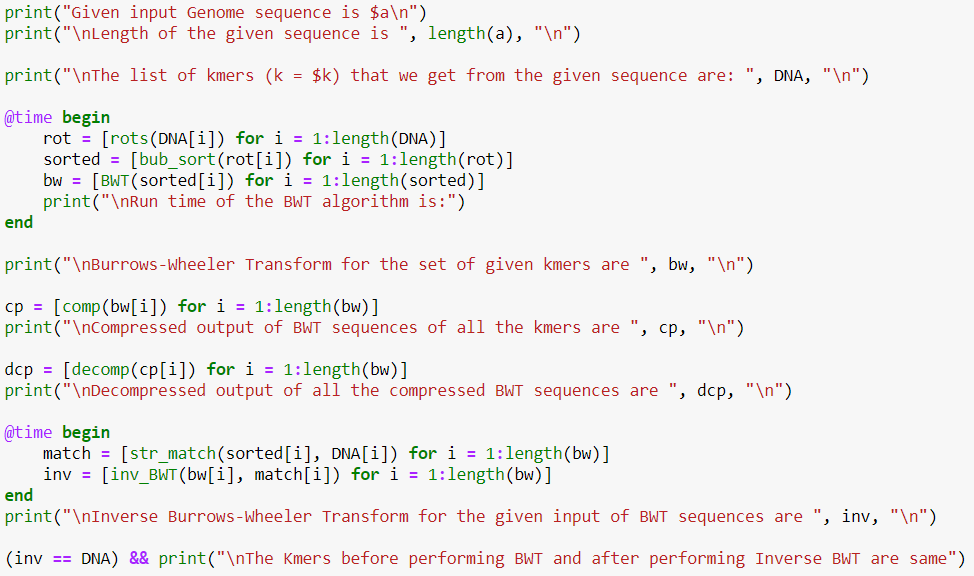 print("Given input Genome sequence is $a\n")
print("\nLength of the given sequence is ", length(a), "\n")
print("\nThe list of kmers (k = $k) that we get from the given sequence are: ", DNA, "\n")
@time begin
    rot = [rots(DNA[i]) for i = 1:length(DNA)]
    sorted = [bub_sort(rot[i]) for i = 1:length(rot)]
    bw = [BWT(sorted[i]) for i = 1:length(sorted)]
    print("\nRun time of the BWT algorithm is:")
end
print("\nBurrows-Wheeler Transform for the set of given kmers are ", bw, "\n")
cp = [comp(bw[i]) for i = 1:length(bw)]
print("\nCompressed output of BWT sequences of all the kmers are ", cp, "\n")
dcp = [decomp(cp[i]) for i = 1:length(bw)]
print("\nDecompressed output of all the compressed BWT sequences are ", dcp, "\n")
@time begin
    match = [str_match(sorted[i], DNA[i]) for i = 1:length(bw)]
    inv = [inv_BWT(bw[i], match[i]) for i = 1:length(bw)]
end
print("\nInverse Burrows-Wheeler Transform for the given input of BWT sequences are ", inv, "\n")
(inv == DNA) && print("\nThe Kmers before performing BWT and after performing Inverse BWT are same")